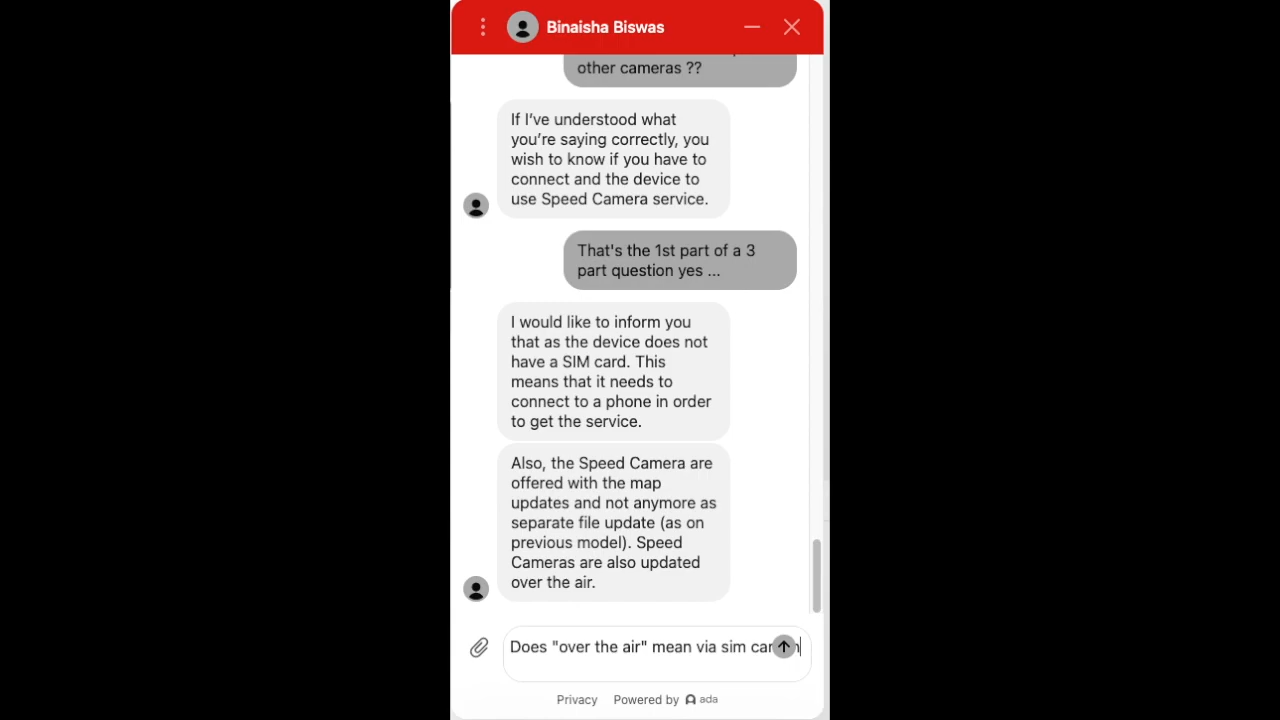 Binaisha Biswas
other cameras ??
If I've understood what
you're saying correctly, you
wish to know if you have to
connect and the device to
use Speed Camera service.
That's the 1st part of a 3
part question yes ...
I would like to inform you
that as the device does not
have a SIM card. This
means that it needs to
connect to a phone in order
to get the service.
Also, the Speed Camera are
offered with the map
updates and not anymore as
separate file update (as on
previous model). Speed
Cameras are also updated
over the air.
Does "over the air" mean via sim
Privacy Powered by ada